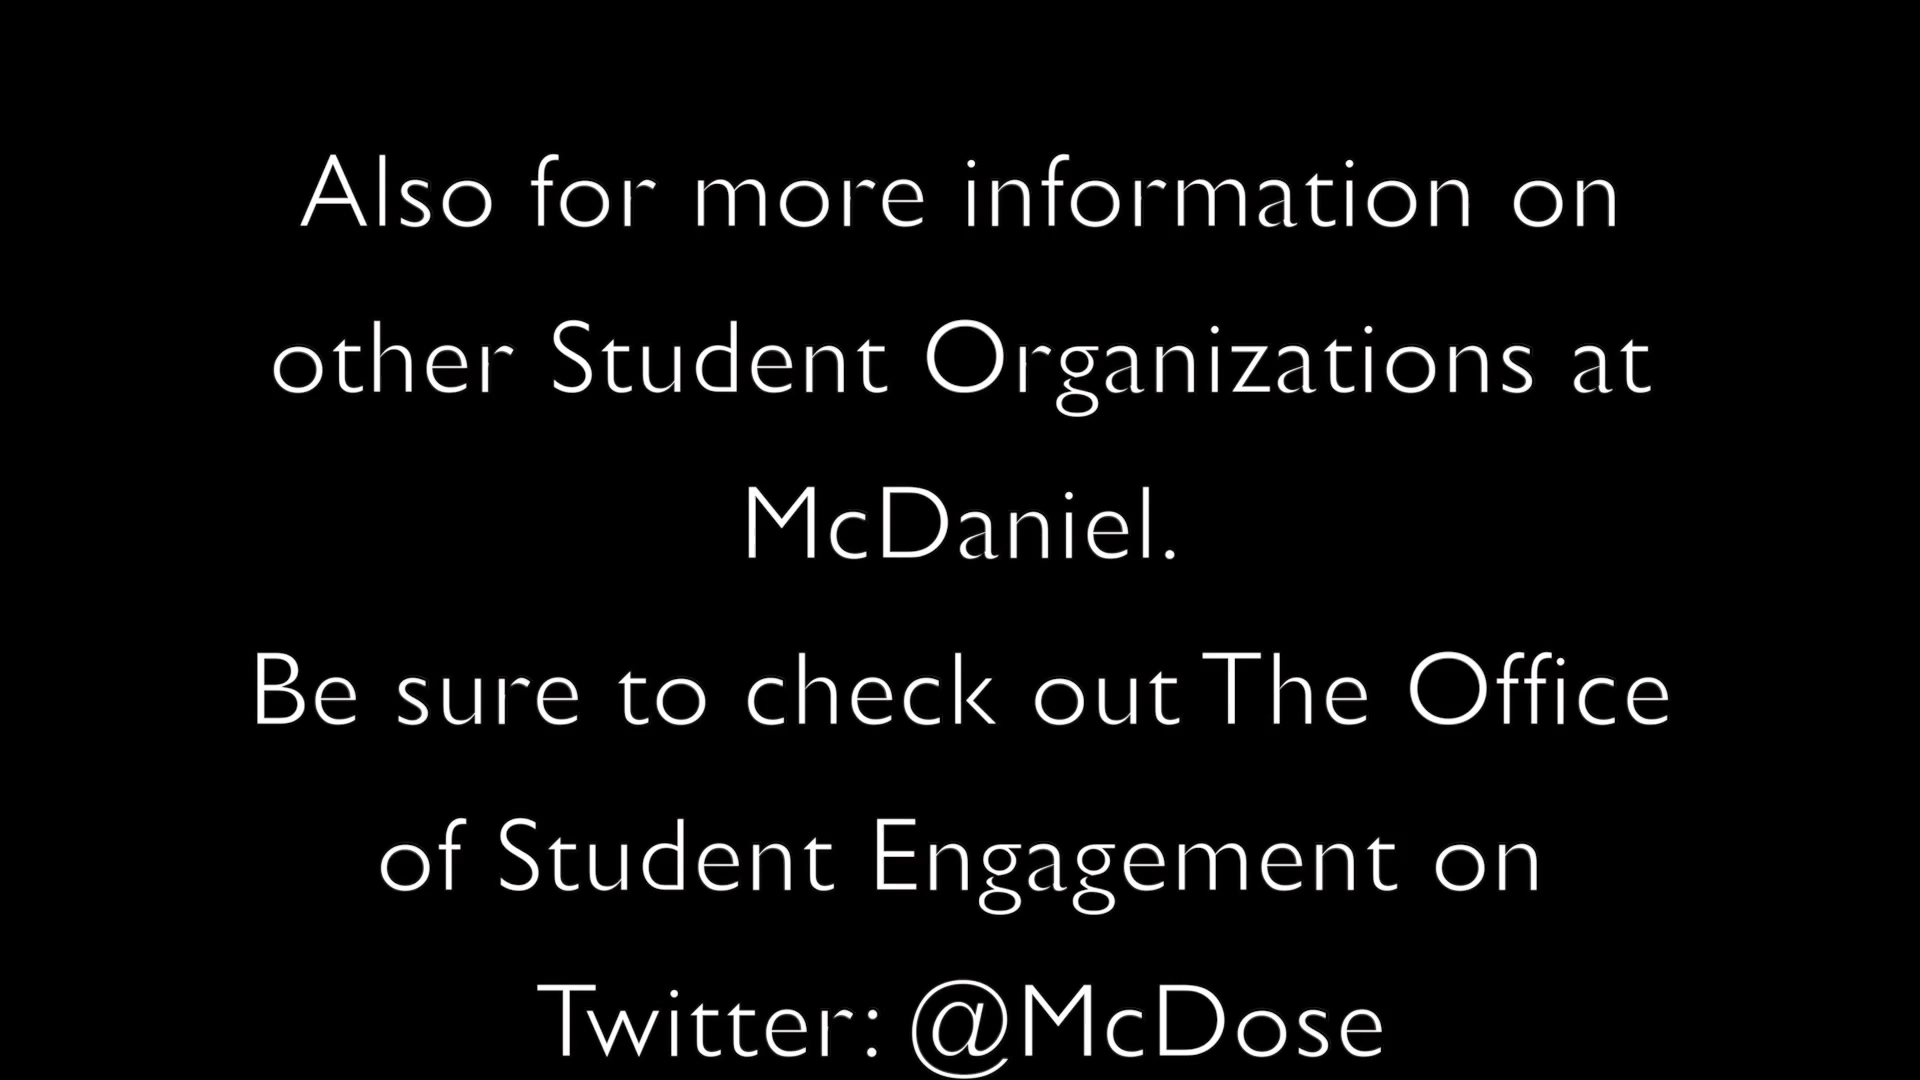 Also for more information on
other Student Organizations at
McDaniel.
Be sure to check out The Office
of Student Engagement on
Twitter: @McDose